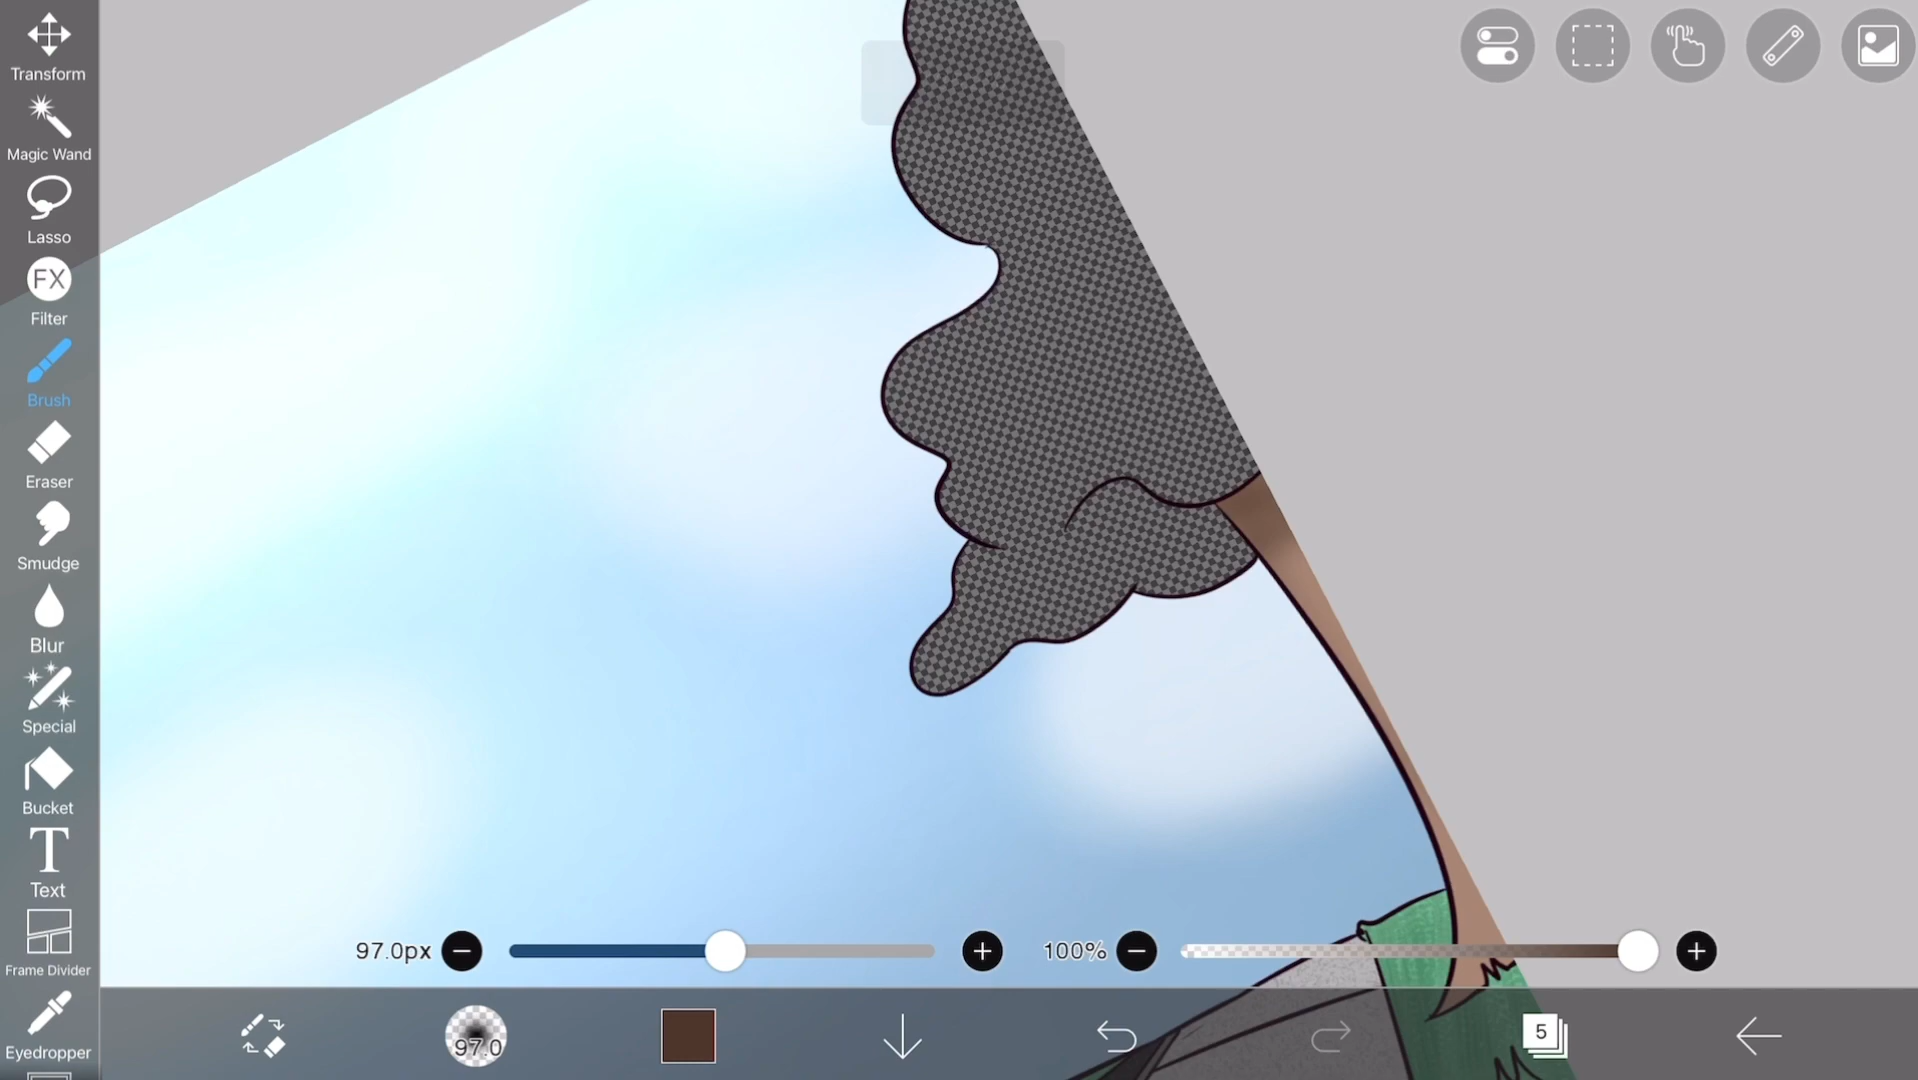 Transform
Magic Wand
Lasso
FX
Filter
Brush
Eraser
Smudge
Blur
Special
Bucket
T
Text
Frame Divider
Eyedropper
97.0px
100%
97.0
5